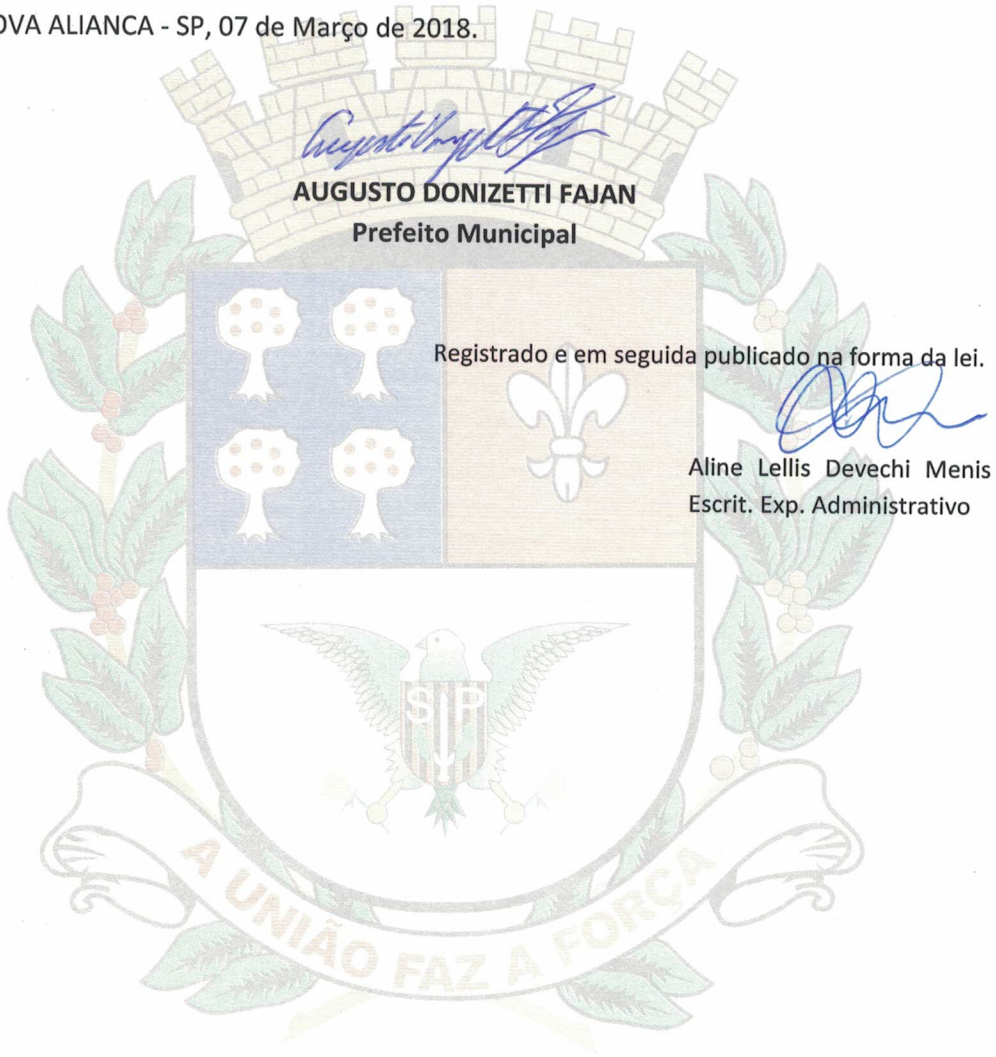 OVA ALIANCA - SP, 07 de Março de 2018.
AUGUSTO DONIZETTI FAJAN
Prefeito Municipal
Registrado e em seguida publicado na forma da lei.
Aline Lellis Devechi Menis
Escrit. Exp. Administrativo
SP
A UNIÃO FAZ A FORÇA